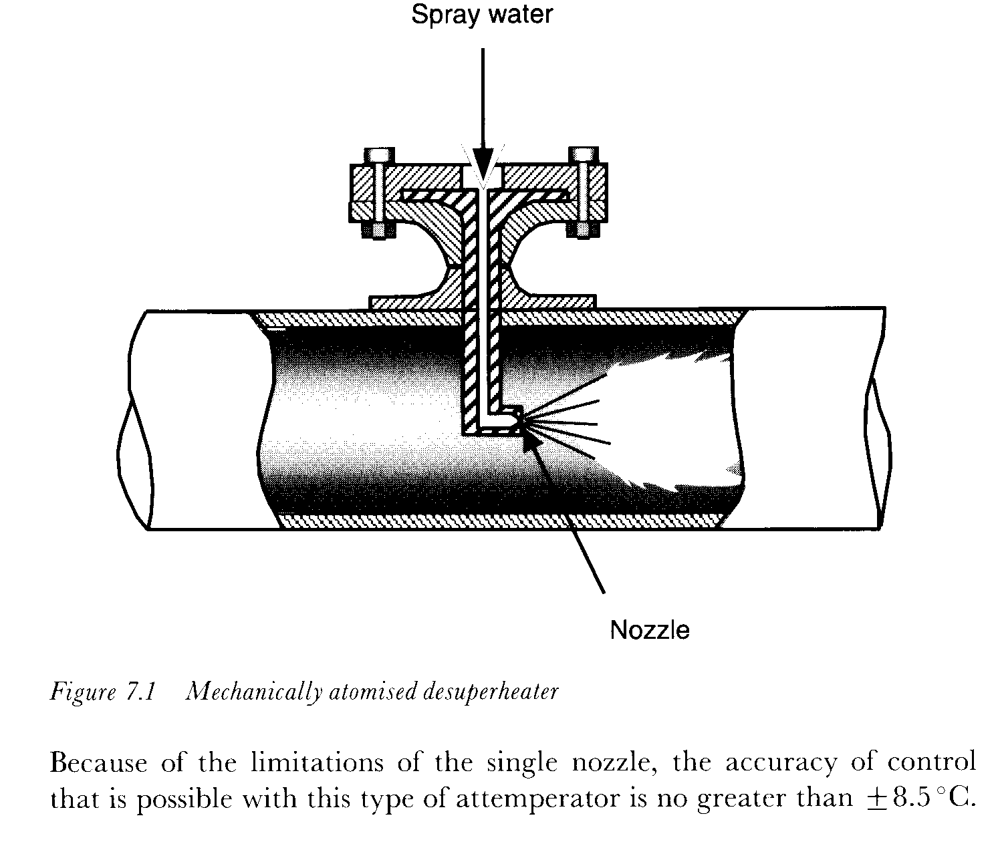 Spray water
Nozzle
Figure 7.1 Mechanically atomised desuperheater
Because of the limitations of the single nozzle, the accuracy of control
that is possible with this type of attemperator is no greater than ±8.5 °C.